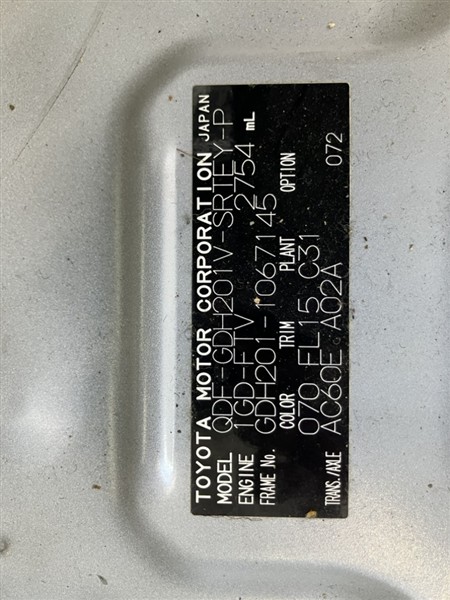 TOYOTA MOTOR CORPORATION JAPAN
MODEL QDF-GDH201V-SRTEY-P
ENGINE 1GD-FTV 2754 mL
FRAME No. GDH201-1067145
COLOR TRIM PLANT OPTION
070 FL15 C31
TRANS./AXLE AC60E A02A 072